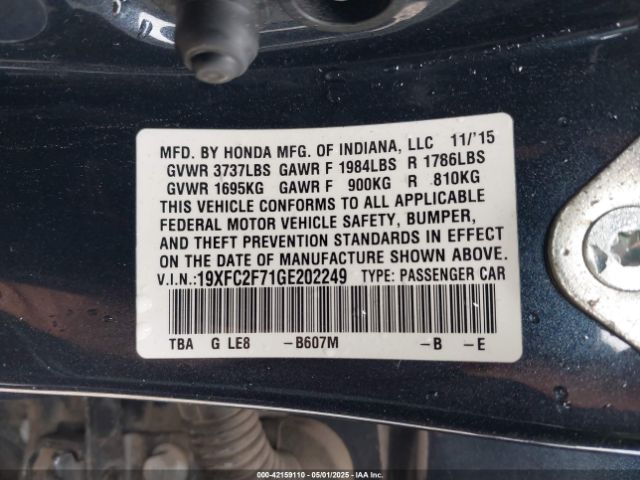 MFD. BY HONDA MFG. OF INDIANA, LLC 11/'15
GVWR 3737LBS GAWR F 1984LBS R 1786LBS
GVWR 1695KG GAWR F 900KG R 810KG
THIS VEHICLE CONFORMS TO ALL APPLICABLE
FEDERAL MOTOR VEHICLE SAFETY, BUMPER,
AND THEFT PREVENTION STANDARDS IN EFFECT
ON THE DATE OF MANUFACTURE SHOWN ABOVE.
V.I.N.:19XFC2F71GE202249 TYPE: PASSENGER CAR
TBA G LE8 -B607M -B -E
000-42159110 - 05/01/2025 - IAA Inc.